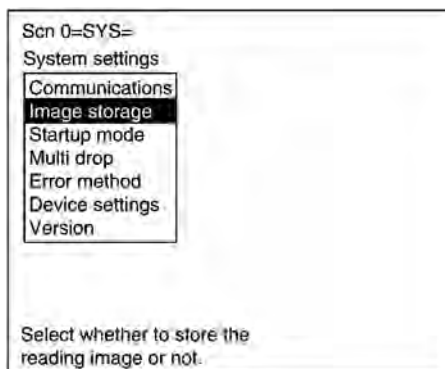 Scn 0=SYS=
System settings
Communications
Image storage
Startup mode
Multi drop
Error method
Device settings
Version
Select whether to store the
reading image or not.